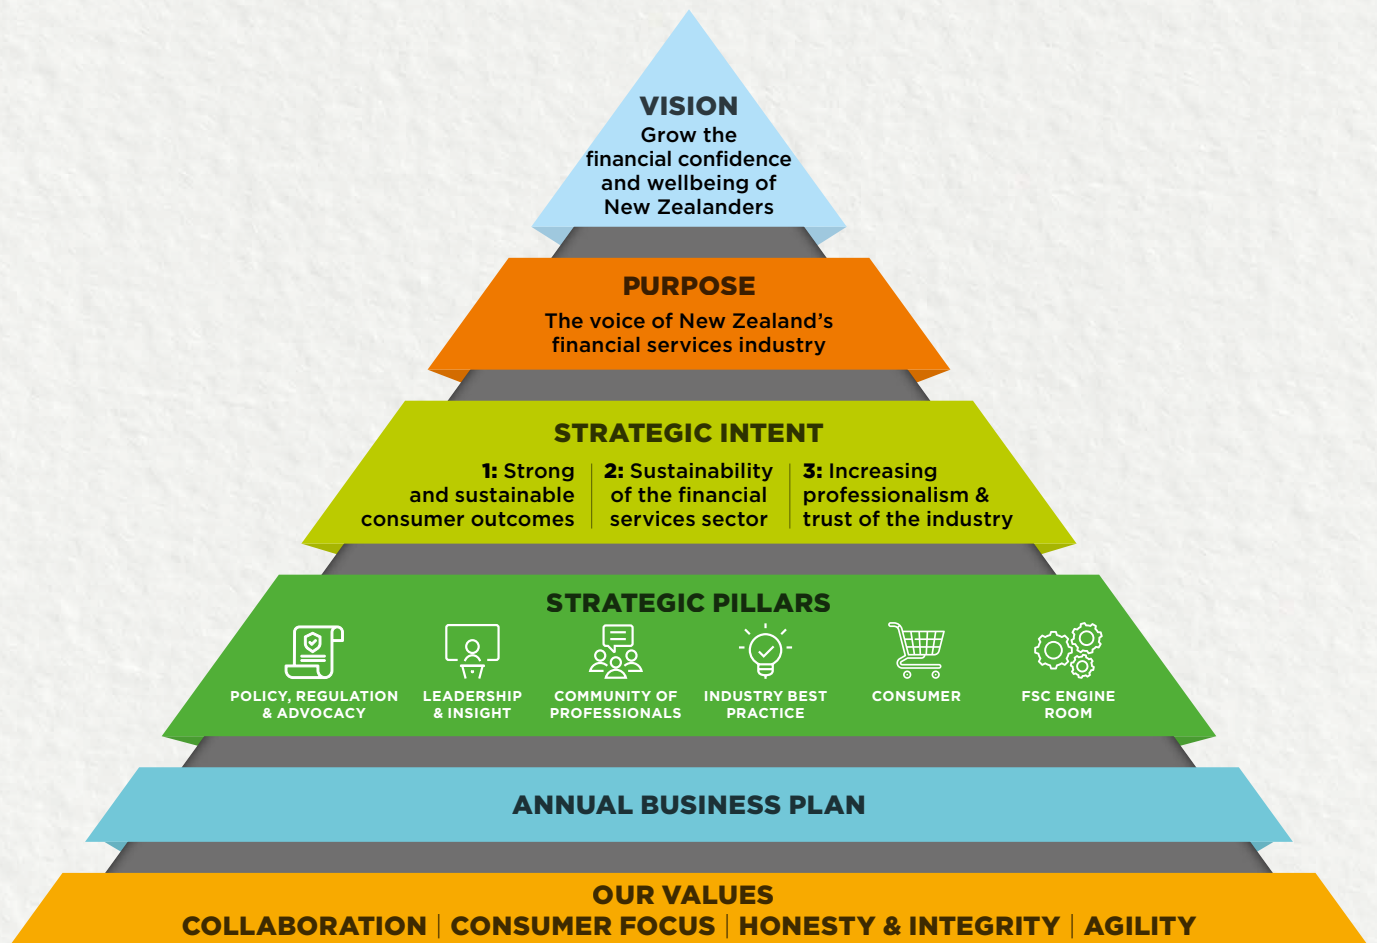 VISION
Grow the
financial confidence
and wellbeing of
New Zealanders
PURPOSE
The voice of New Zealand’s
financial services industry
STRATEGIC INTENT
1: Strong
and sustainable
consumer outcomes
2: Sustainability
of the financial
services sector
3: Increasing
professionalism &
trust of the industry
STRATEGIC PILLARS
POLICY, REGULATION
& ADVOCACY
LEADERSHIP
& INSIGHT
COMMUNITY OF
PROFESSIONALS
INDUSTRY BEST
PRACTICE
CONSUMER
FSC ENGINE
ROOM
ANNUAL BUSINESS PLAN
OUR VALUES
COLLABORATION | CONSUMER FOCUS | HONESTY & INTEGRITY | AGILITY